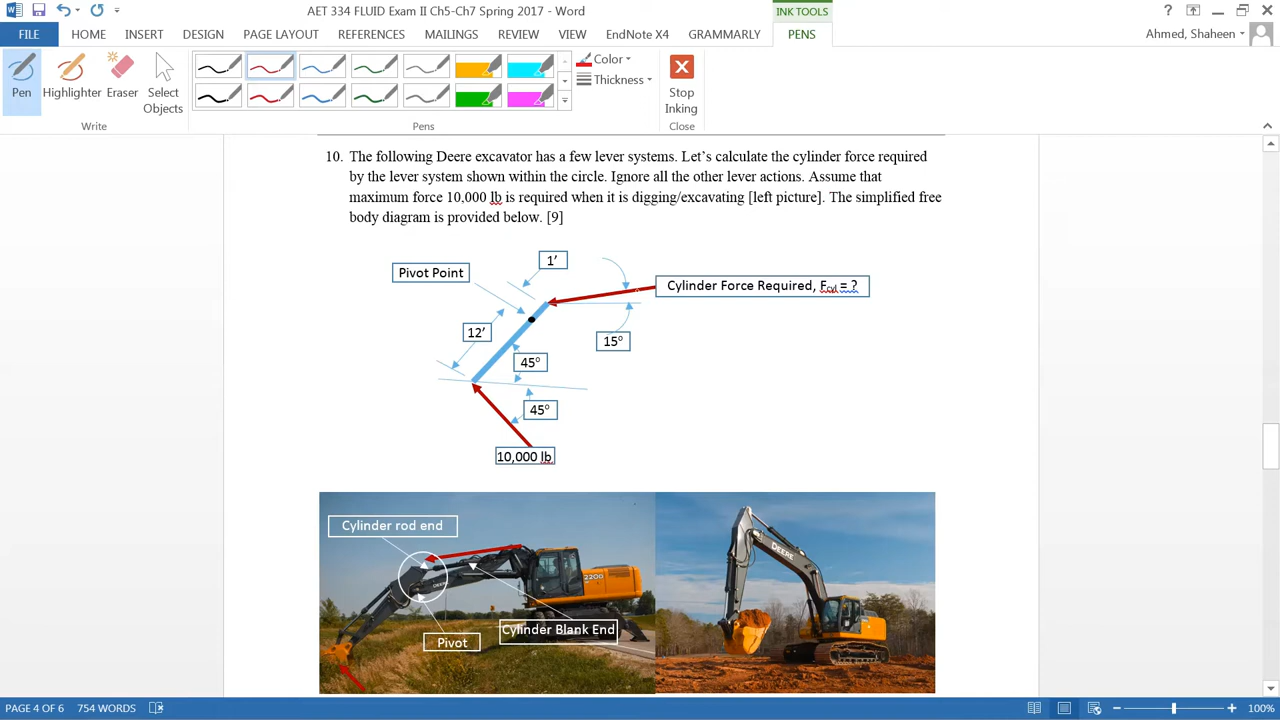 AET 334 FLUID Exam II Ch5-Ch7 Spring 2017 - Word
INK TOOLS
?
FILE HOME INSERT DESIGN PAGE LAYOUT REFERENCES MAILINGS REVIEW VIEW EndNote X4 GRAMMARLY PENS
Ahmed, Shaheen
Pen
Highlighter
Eraser
Select
Objects
Color
Thickness
Stop
Inking
Write
Pens
Close
10. The following Deere excavator has a few lever systems. Let’s calculate the cylinder force required
by the lever system shown within the circle. Ignore all the other lever actions. Assume that
maximum force 10,000 lb is required when it is digging/excavating [left picture]. The simplified free
body diagram is provided below. [9]
1’
Pivot Point
Cylinder Force Required, Fcyl = ?
12’
15°
45°
45°
10,000 lb
Cylinder rod end
DEERE
220D
Cylinder Blank End
Pivot
DEERE
PAGE 4 OF 6 754 WORDS
100%